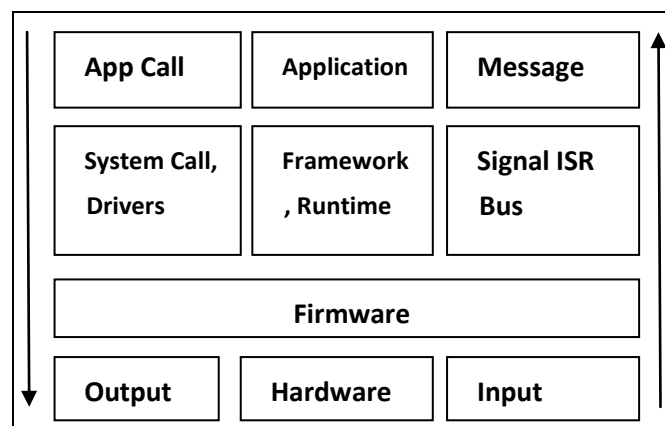 App Call
Application
Message
System Call,
Drivers
Framework
, Runtime
Signal ISR
Bus
Firmware
Output
Hardware
Input